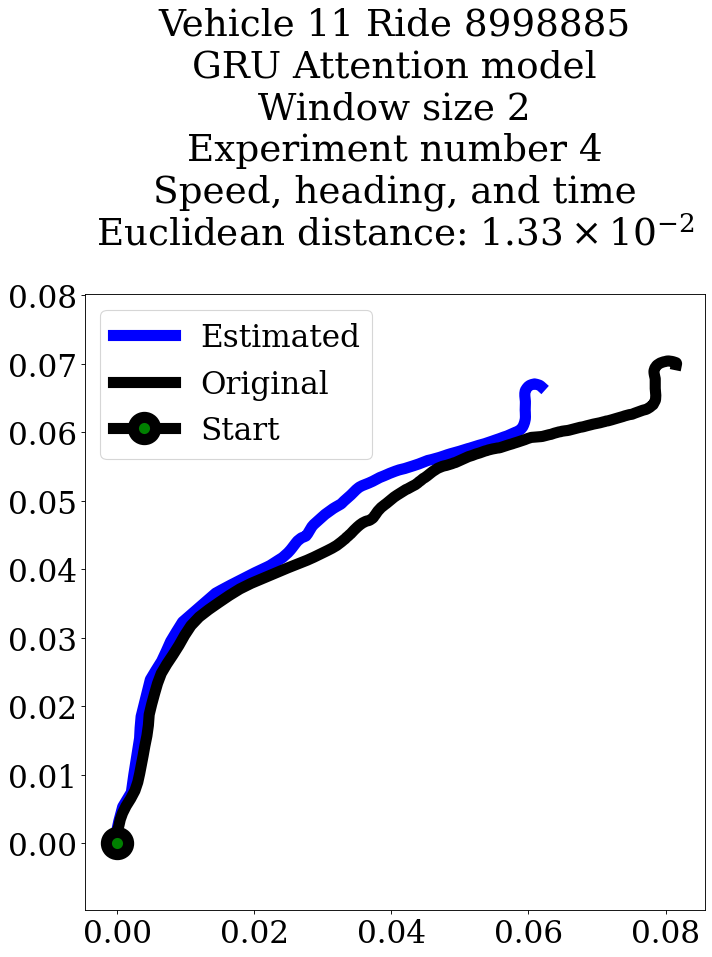 Vehicle 11 Ride 8998885
GRU Attention model
Window size 2
Experiment number 4
Speed, heading, and time
Euclidean distance: 1.33 × 10⁻²
0.08
0.07
0.06
0.05
0.04
0.03
0.02
0.01
0.00
Estimated
Original
Start
0.00 0.02 0.04 0.06 0.08